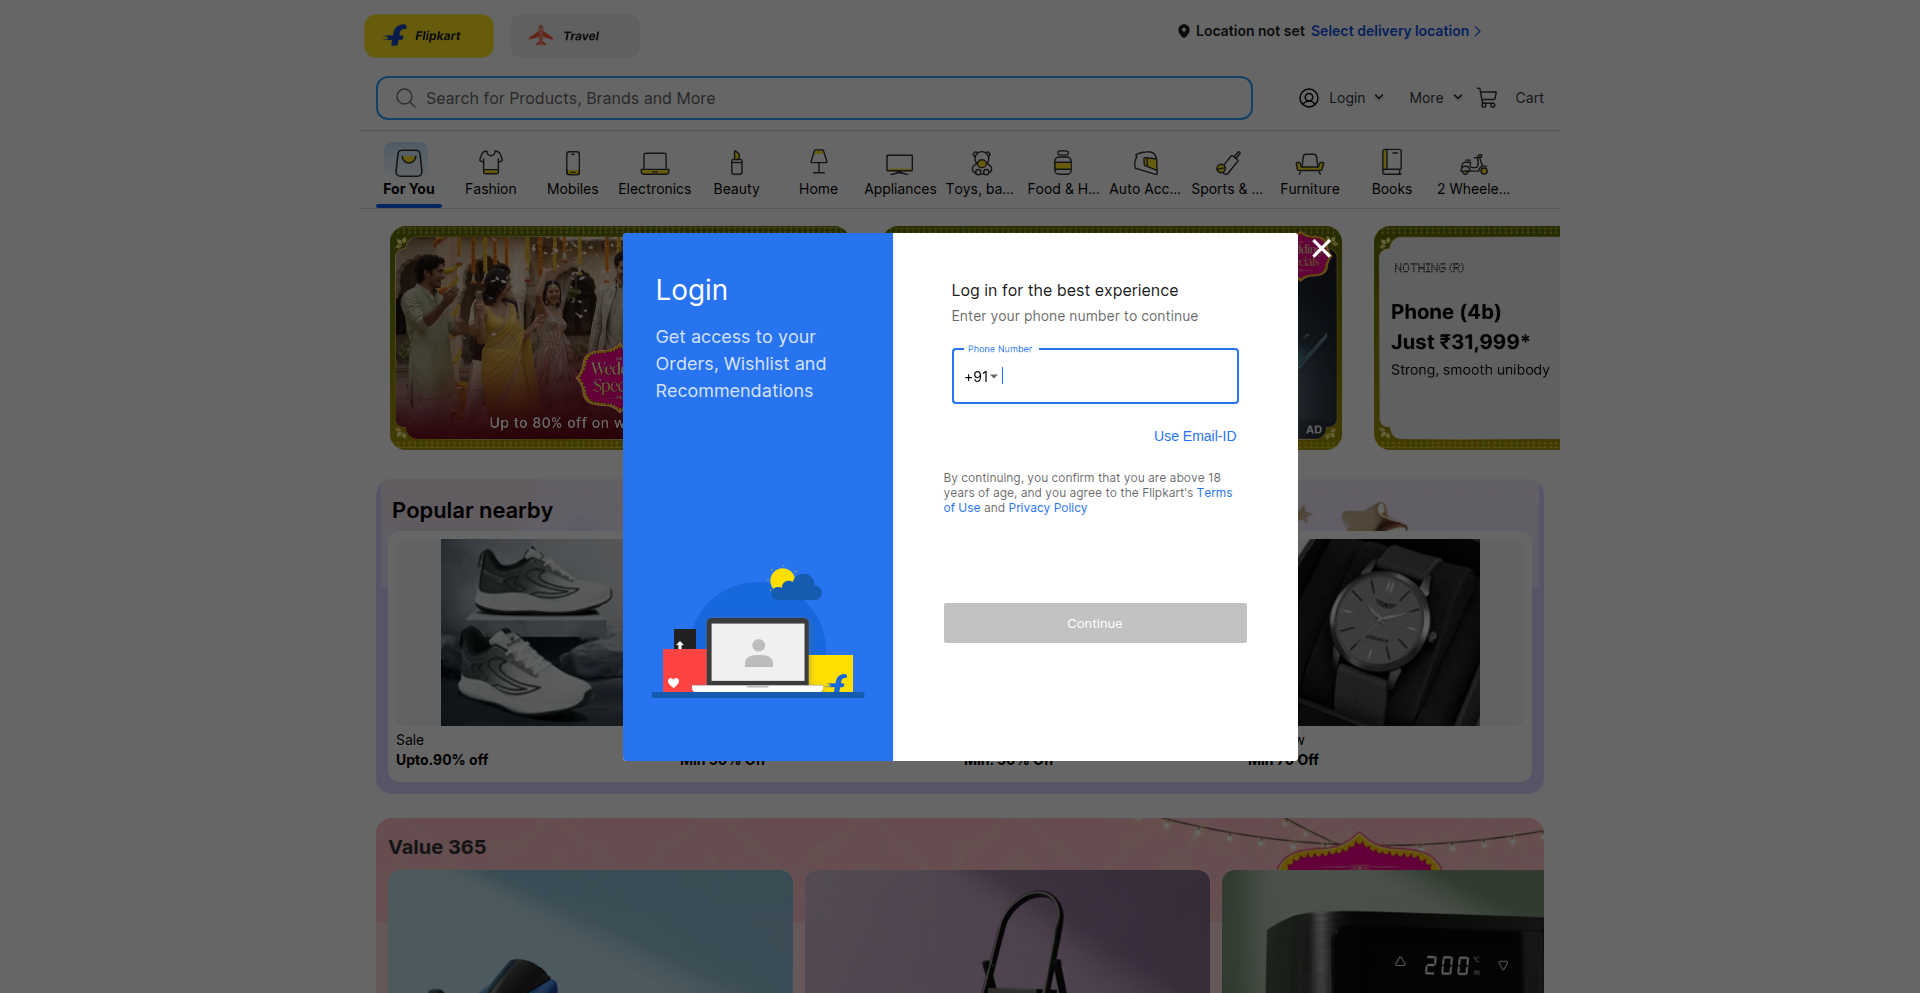 Flipkart
Travel
Location not set Select delivery location
Search for Products, Brands and More
Login
More
Cart
For You
Fashion
Mobiles
Electronics
Beauty
Home
Appliances
Toys, ba...
Food & H...
Auto Acc...
Sports & ...
Furniture
Books
2 Wheele...
Up to 80% off on w
AD
NOTHING (R)
Phone (4b)
Just ₹31,999*
Strong, smooth unibody
Login
Get access to your
Orders, Wishlist and
Recommendations
Log in for the best experience
Enter your phone number to continue
Phone Number
+91
Use Email-ID
By continuing, you confirm that you are above 18
years of age, and you agree to the Flipkart's Terms
of Use and Privacy Policy
Continue
Popular nearby
Sale
Upto.90% off
Value 365
200